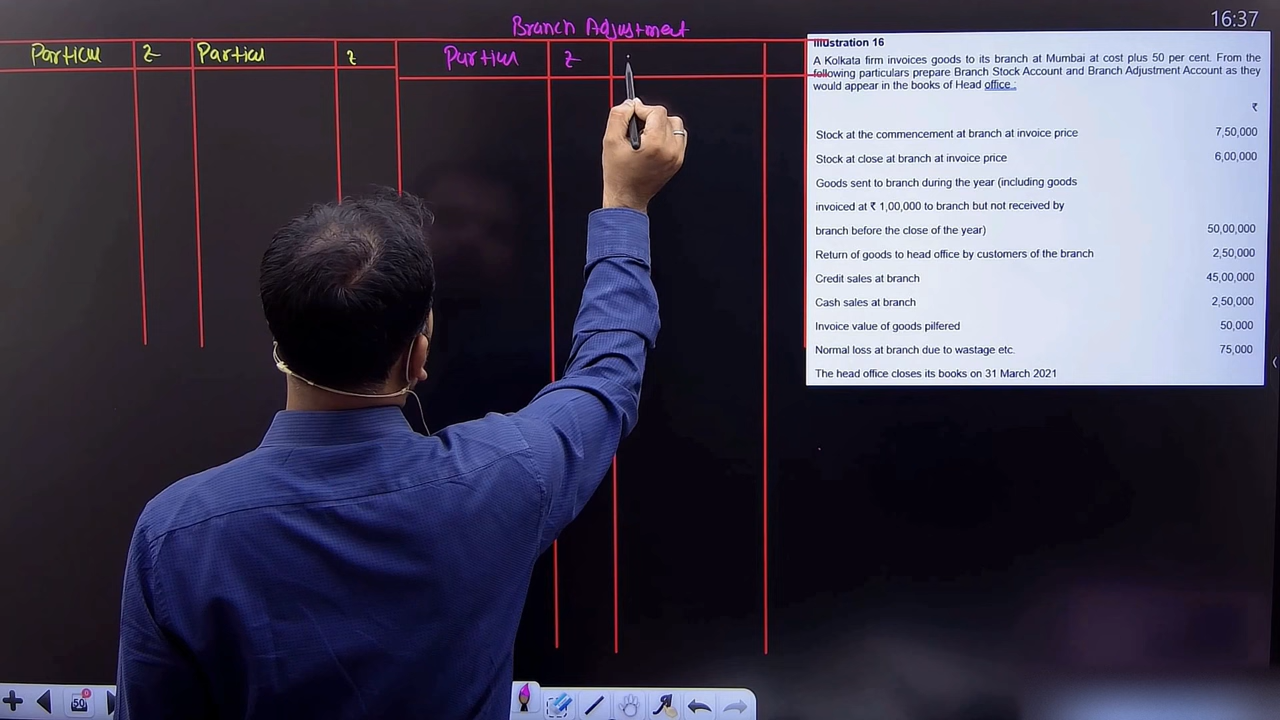 16:37
Branch Adjustment
Particu ₹ Particu ₹ Particu ₹
Illustration 16
A Kolkata firm invoices goods to its branch at Mumbai at cost plus 50 per cent. From the
following particulars prepare Branch Stock Account and Branch Adjustment Account as they
would appear in the books of Head office :
₹
Stock at the commencement at branch at invoice price 7,50,000
Stock at close at branch at invoice price 6,00,000
Goods sent to branch during the year (including goods
invoiced at ₹ 1,00,000 to branch but not received by
branch before the close of the year) 50,00,000
Return of goods to head office by customers of the branch 2,50,000
Credit sales at branch 45,00,000
Cash sales at branch 2,50,000
Invoice value of goods pilfered 50,000
Normal loss at branch due to wastage etc. 75,000
The head office closes its books on 31 March 2021
50
0